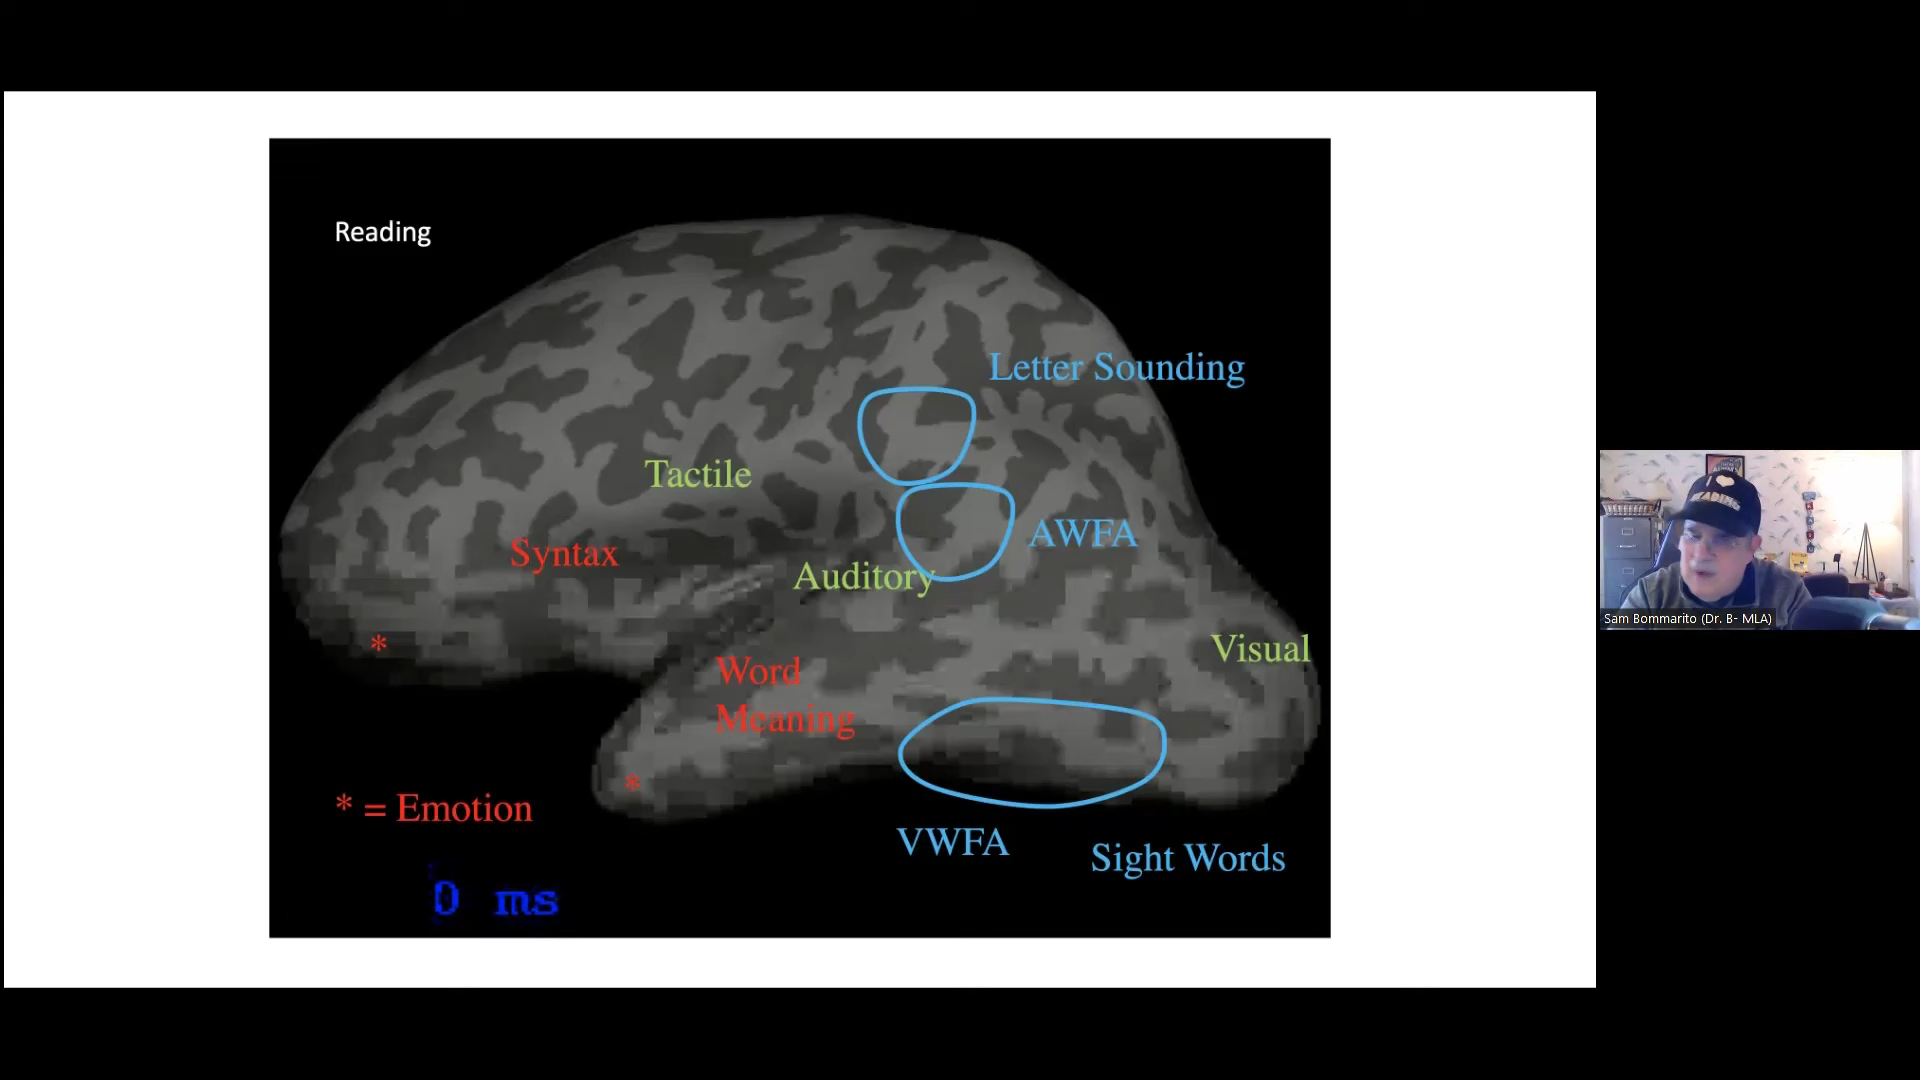 Reading
Letter Sounding
Tactile
AWFA
Syntax
Auditory
*
Visual
Word
Meaning
*
* = Emotion
VWFA
Sight Words
0 ms
I
READING
Sam Bommarito (Dr. B- MLA)